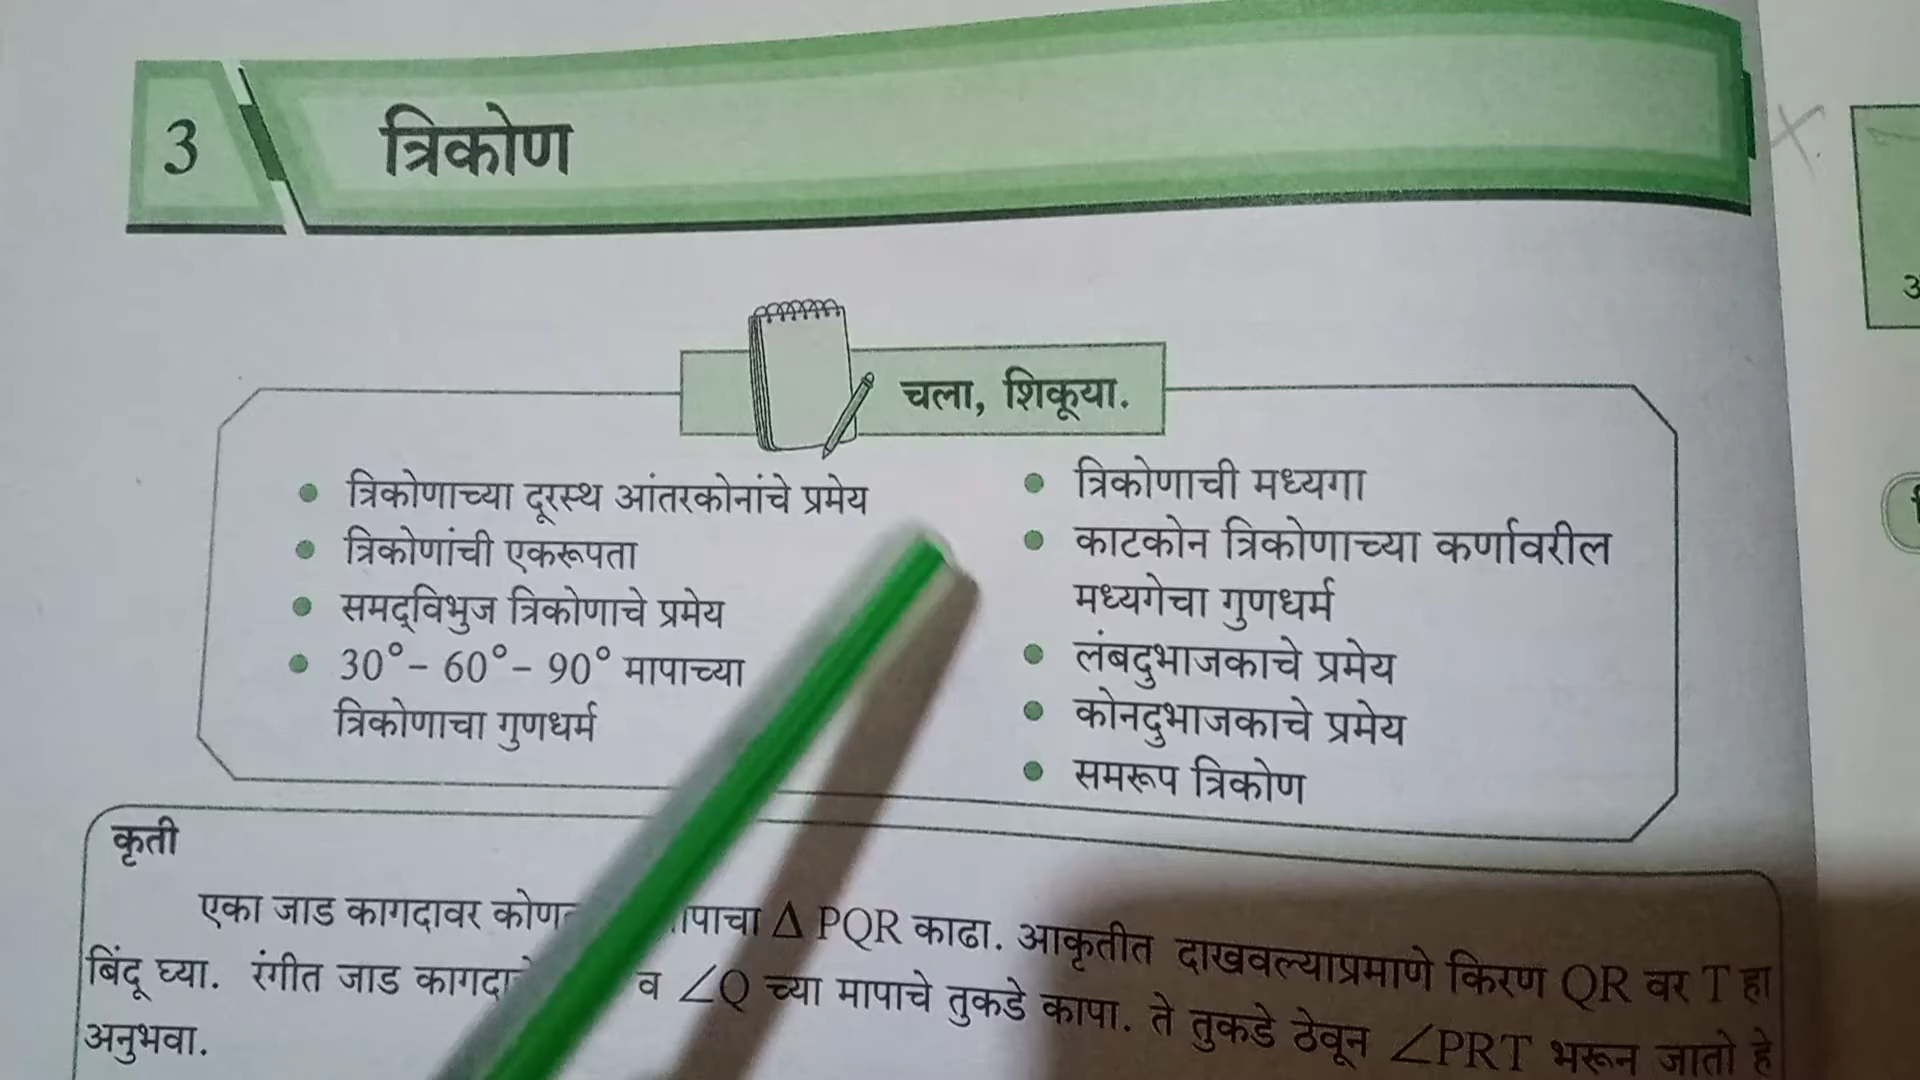 3 त्रिकोण
चला, शिकूया.
त्रिकोणाच्या दूरस्थ आंतरकोनांचे प्रमेय
त्रिकोणांची एकरूपता
समद्‌विभुज त्रिकोणाचे प्रमेय
30° – 60° – 90° मापाच्या
त्रिकोणाचा गुणधर्म
त्रिकोणाची मध्यगा
काटकोन त्रिकोणाच्या कर्णावरील
मध्यगेचा गुणधर्म
लंबदुभाजकाचे प्रमेय
कोनदुभाजकाचे प्रमेय
समरूप त्रिकोण
कृती
एका जाड कागदावर Δ PQR काढा. आकृतीत दाखवल्याप्रमाणे किरण QR वर T हा
बिंदू घ्या. रंगीत जाड व ∠Q च्या मापाचे तुकडे कापा. ते तुकडे ठेवून ∠PRT भरून जातो हे
अनुभवा.